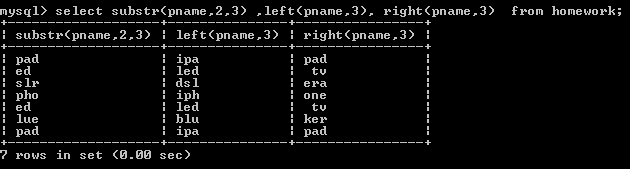 mysql> select substr(pname,2,3) ,left(pname,3), right(pname,3)  from homework;
+-------------------+---------------+----------------+
| substr(pname,2,3) | left(pname,3) | right(pname,3) |
+-------------------+---------------+----------------+
| pad               | ipa           | pad            |
| ed                | led           |  tv            |
| slr               | dsl           | era            |
| pho               | iph           | one            |
| ed                | led           |  tv            |
| lue               | blu           | ker            |
| pad               | ipa           | pad            |
+-------------------+---------------+----------------+
7 rows in set (0.00 sec)